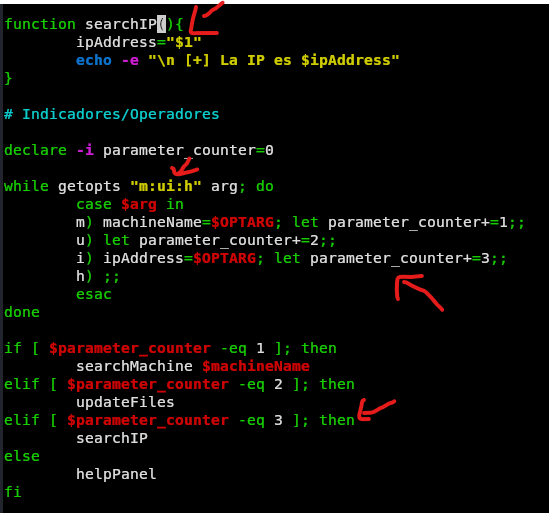 function searchIP(){
ipAddress="$1"
echo -e "\n [+] La IP es $ipAddress"
}
# Indicadores/Operadores
declare -i parameter_counter=0
while getopts "m:ui:h" arg; do
case $arg in
m) machineName=$OPTARG; let parameter_counter+=1;;
u) let parameter_counter+=2;;
i) ipAddress=$OPTARG; let parameter_counter+=3;;
h) ;;
esac
done
if [ $parameter_counter -eq 1 ]; then
searchMachine $machineName
elif [ $parameter_counter -eq 2 ]; then
updateFiles
elif [ $parameter_counter -eq 3 ]; then
searchIP
else
helpPanel
fi